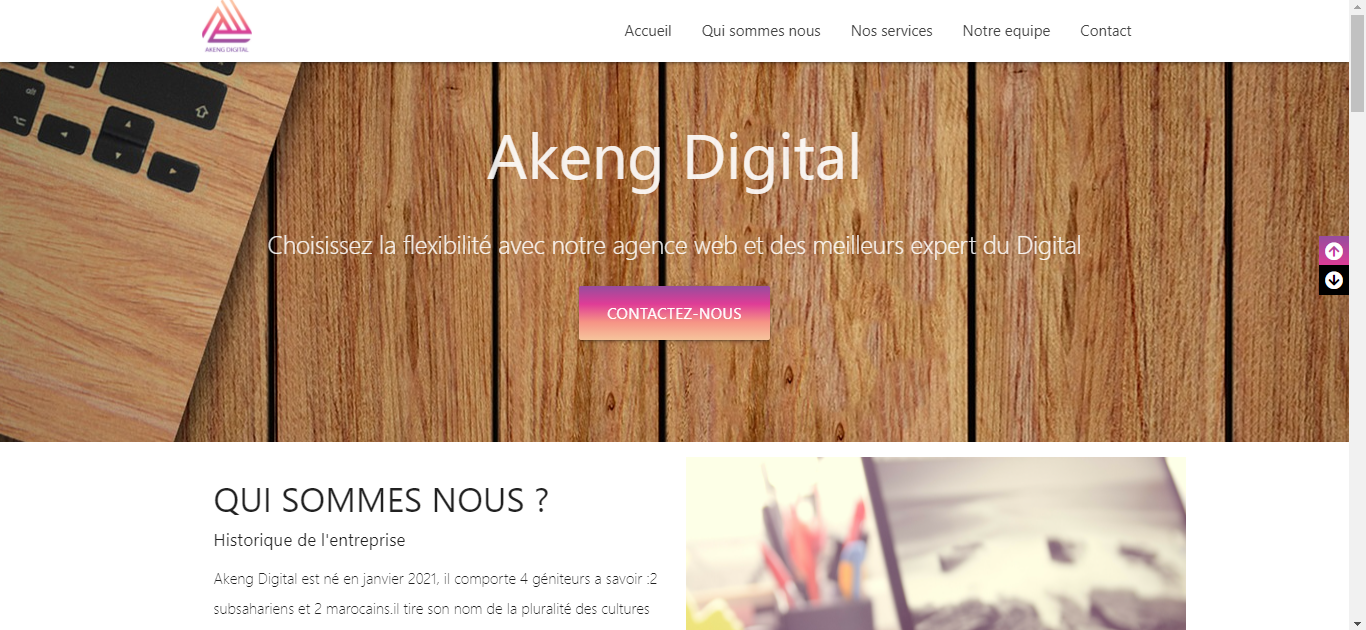 AKENG DIGITAL
Accueil Qui sommes nous Nos services Notre equipe Contact
alt
Akeng Digital
Choisissez la flexibilité avec notre agence web et des meilleurs expert du Digital
CONTACTEZ-NOUS
QUI SOMMES NOUS ?
Historique de l'entreprise
Akeng Digital est né en janvier 2021, il comporte 4 géniteurs a savoir :2
subsahariens et 2 marocains.il tire son nom de la pluralité des cultures